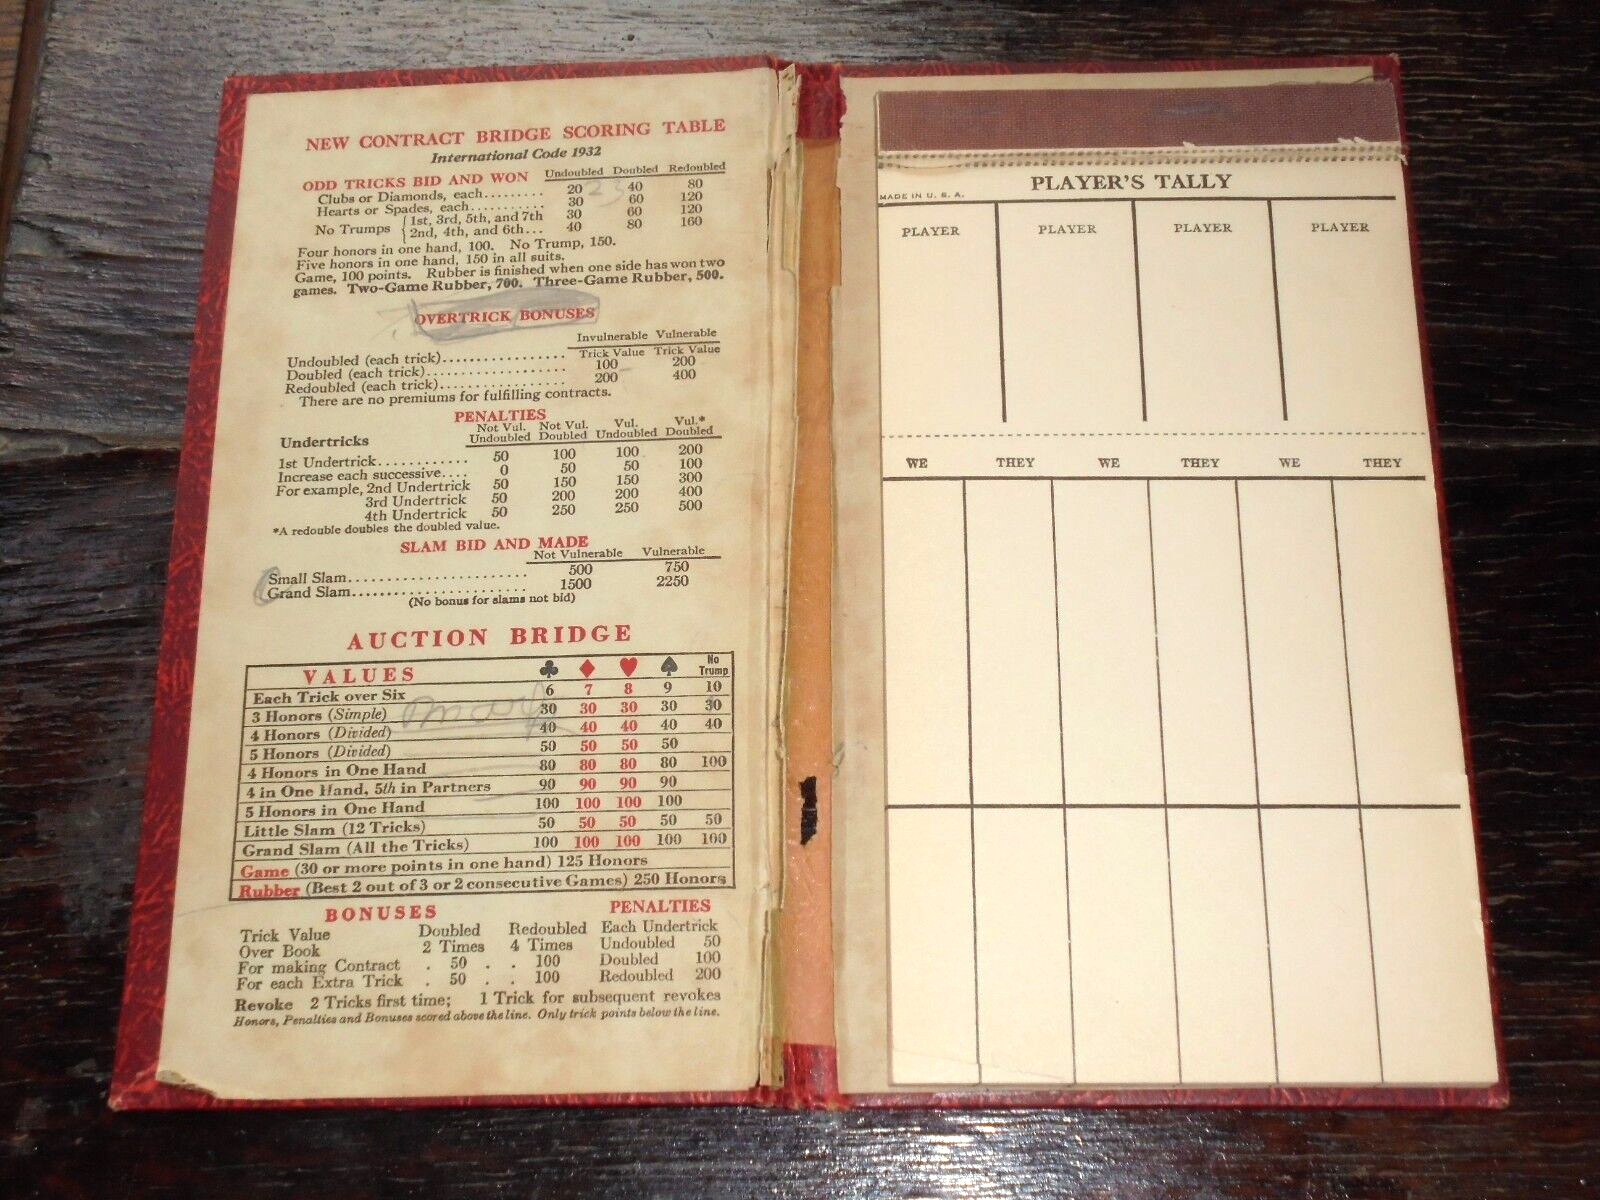 NEW CONTRACT BRIDGE SCORING TABLE
International Code 1932
ODD TRICKS BID AND WON Undoubled Doubled Redoubled
Clubs or Diamonds, each......... 20 40 80
Hearts or Spades, each........... 30 60 120
No Trumps { 1st, 3rd, 5th, and 7th 30 60 120
2nd, 4th, and 6th... 40 80 160
Four honors in one hand, 100. No Trump, 150.
Five honors in one hand, 150 in all suits.
Game, 100 points. Rubber is finished when one side has won two
games. Two-Game Rubber, 700. Three-Game Rubber, 500.
OVERTRICK BONUSES
Invulnerable Vulnerable
Undoubled (each trick)................. Trick Value Trick Value
Doubled (each trick)................... 100 200
Redoubled (each trick)................. 200 400
There are no premiums for fulfilling contracts.
PENALTIES
Undertricks Not Vul. Undoubled Not Vul. Doubled Vul. Undoubled Vul.* Doubled
1st Undertrick............ 50 100 100 200
Increase each successive.... 0 50 50 100
For example, 2nd Undertrick 50 150 150 300
3rd Undertrick 50 200 200 400
4th Undertrick 50 250 250 500
*A redouble doubles the doubled value.
SLAM BID AND MADE
Not Vulnerable Vulnerable
Small Slam........................ 500 750
Grand Slam........................ 1500 2250
(No bonus for slams not bid)
AUCTION BRIDGE
VALUES ♣ ♦ ♥ ♠ No Trump
Each Trick over Six 6 7 8 9 10
3 Honors (Simple) 30 30 30 30 30
4 Honors (Divided) 40 40 40 40 40
5 Honors (Divided) 50 50 50 50
4 Honors in One Hand 80 80 80 80 100
4 in One Hand, 5th in Partners 90 90 90 90
5 Honors in One Hand 100 100 100 100
Little Slam (12 Tricks) 50 50 50 50 50
Grand Slam (All the Tricks) 100 100 100 100 100
Game (30 or more points in one hand) 125 Honors
Rubber (Best 2 out of 3 or 2 consecutive Games) 250 Honors
BONUSES
Trick Value Doubled Redoubled
Over Book 2 Times 4 Times
For making Contract . 50 . . 100
For each Extra Trick . 50 . . 100
PENALTIES
Each Undertrick
Undoubled 50
Doubled 100
Redoubled 200
Revoke 2 Tricks first time; 1 Trick for subsequent revokes
Honors, Penalties and Bonuses scored above the line. Only trick points below the line.
PLAYER'S TALLY
MADE IN U. S. A.
PLAYER PLAYER PLAYER PLAYER
WE THEY WE THEY WE THEY